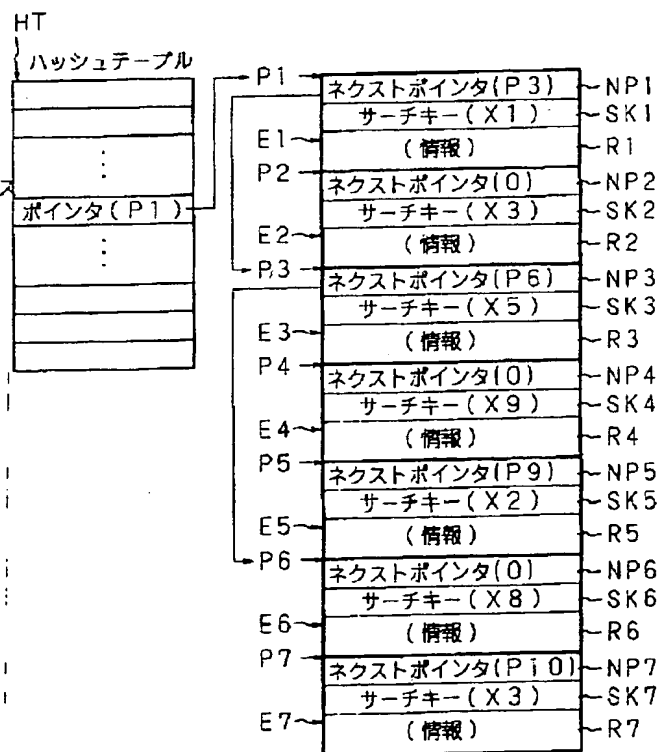 HT
ハッシュテーブル
ポインタ(P1)
P1 ネクストポインタ(P3) NP1
サーチキー(X1) SK1
E1 (情報) R1
P2 ネクストポインタ(0) NP2
サーチキー(X3) SK2
E2 (情報) R2
P3 ネクストポインタ(P6) NP3
サーチキー(X5) SK3
E3 (情報) R3
P4 ネクストポインタ(0) NP4
サーチキー(X9) SK4
E4 (情報) R4
P5 ネクストポインタ(P9) NP5
サーチキー(X2) SK5
E5 (情報) R5
P6 ネクストポインタ(0) NP6
サーチキー(X8) SK6
E6 (情報) R6
P7 ネクストポインタ(P10) NP7
サーチキー(X3) SK7
E7 (情報) R7